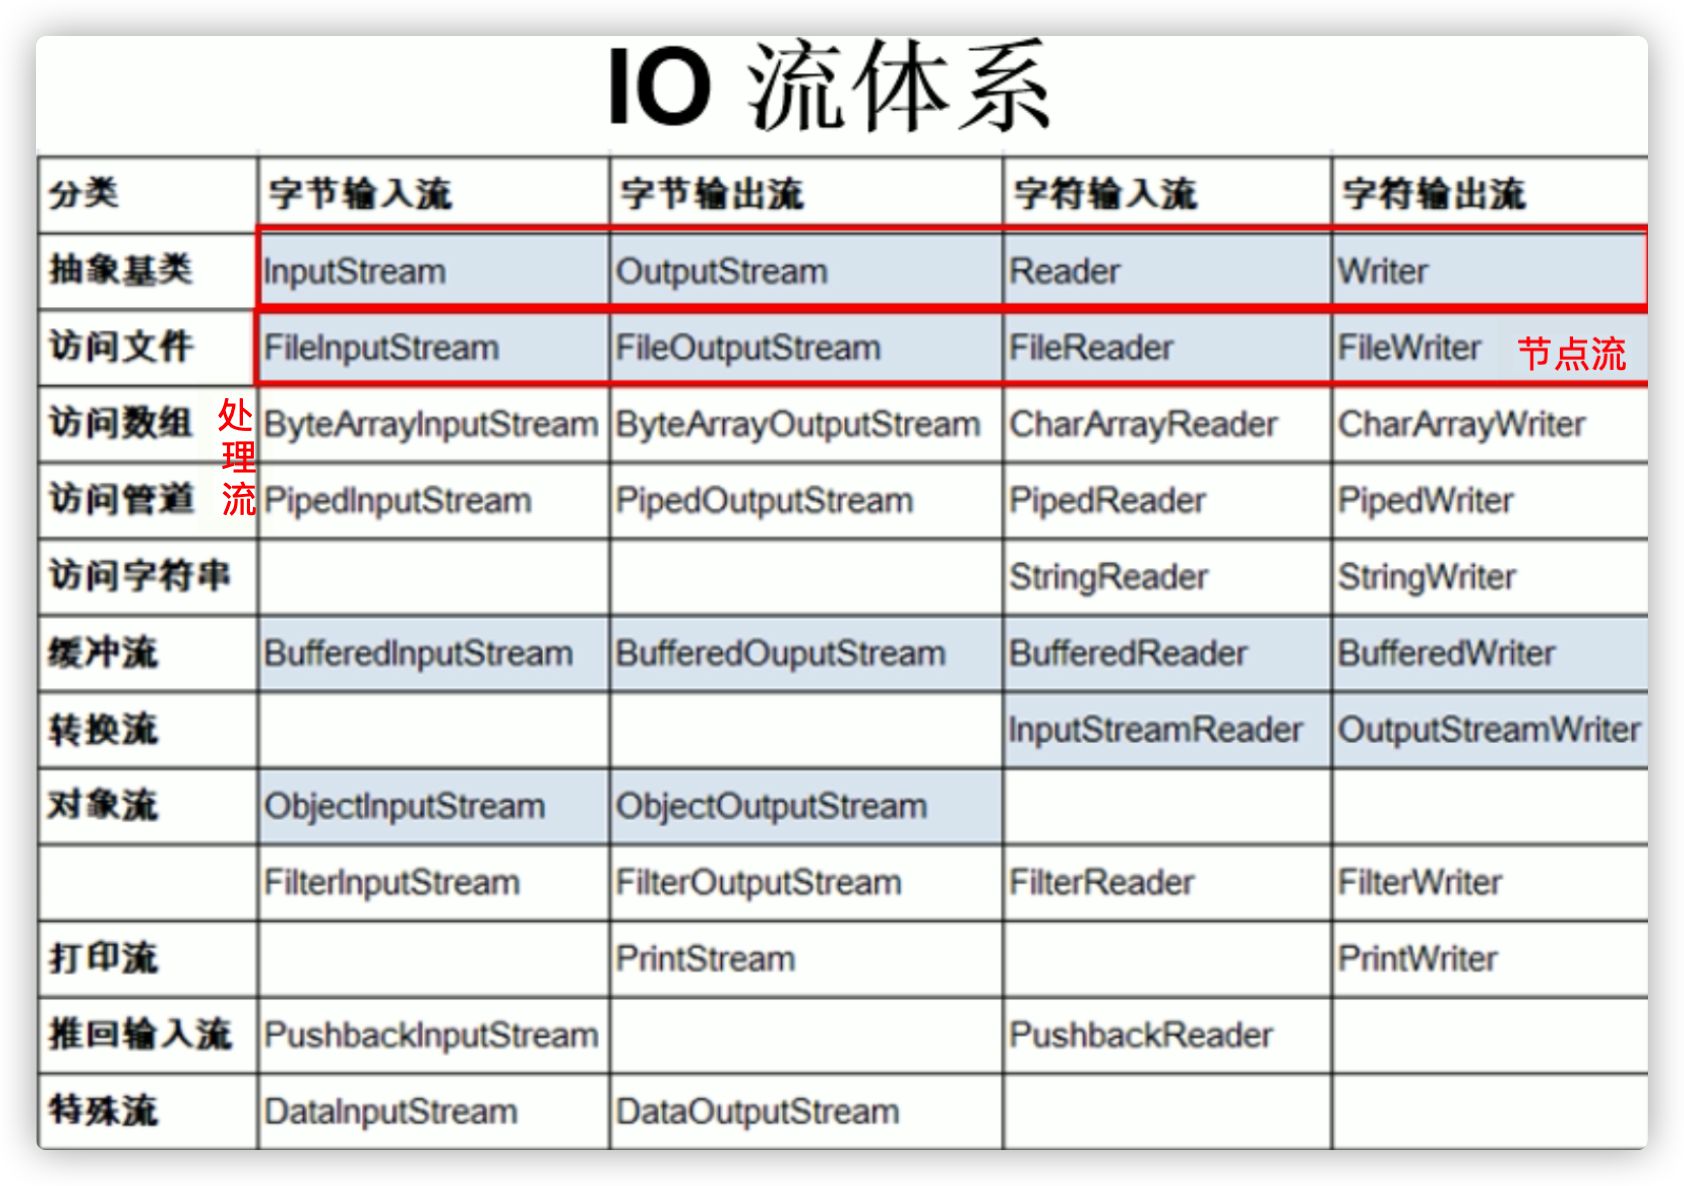 IO 流体系
分类 字节输入流 字节输出流 字符输入流 字符输出流
抽象基类 InputStream OutputStream Reader Writer
访问文件 FileInputStream FileOutputStream FileReader FileWriter 节点流
访问数组 ByteArrayInputStream ByteArrayOutputStream CharArrayReader CharArrayWriter
处理流
访问管道 PipedInputStream PipedOutputStream PipedReader PipedWriter
访问字符串 StringReader StringWriter
缓冲流 BufferedInputStream BufferedOuputStream BufferedReader BufferedWriter
转换流 InputStreamReader OutputStreamWriter
对象流 ObjectInputStream ObjectOutputStream
FilterInputStream FilterOutputStream FilterReader FilterWriter
打印流 PrintStream PrintWriter
推回输入流 PushbackInputStream PushbackReader
特殊流 DataInputStream DataOutputStream